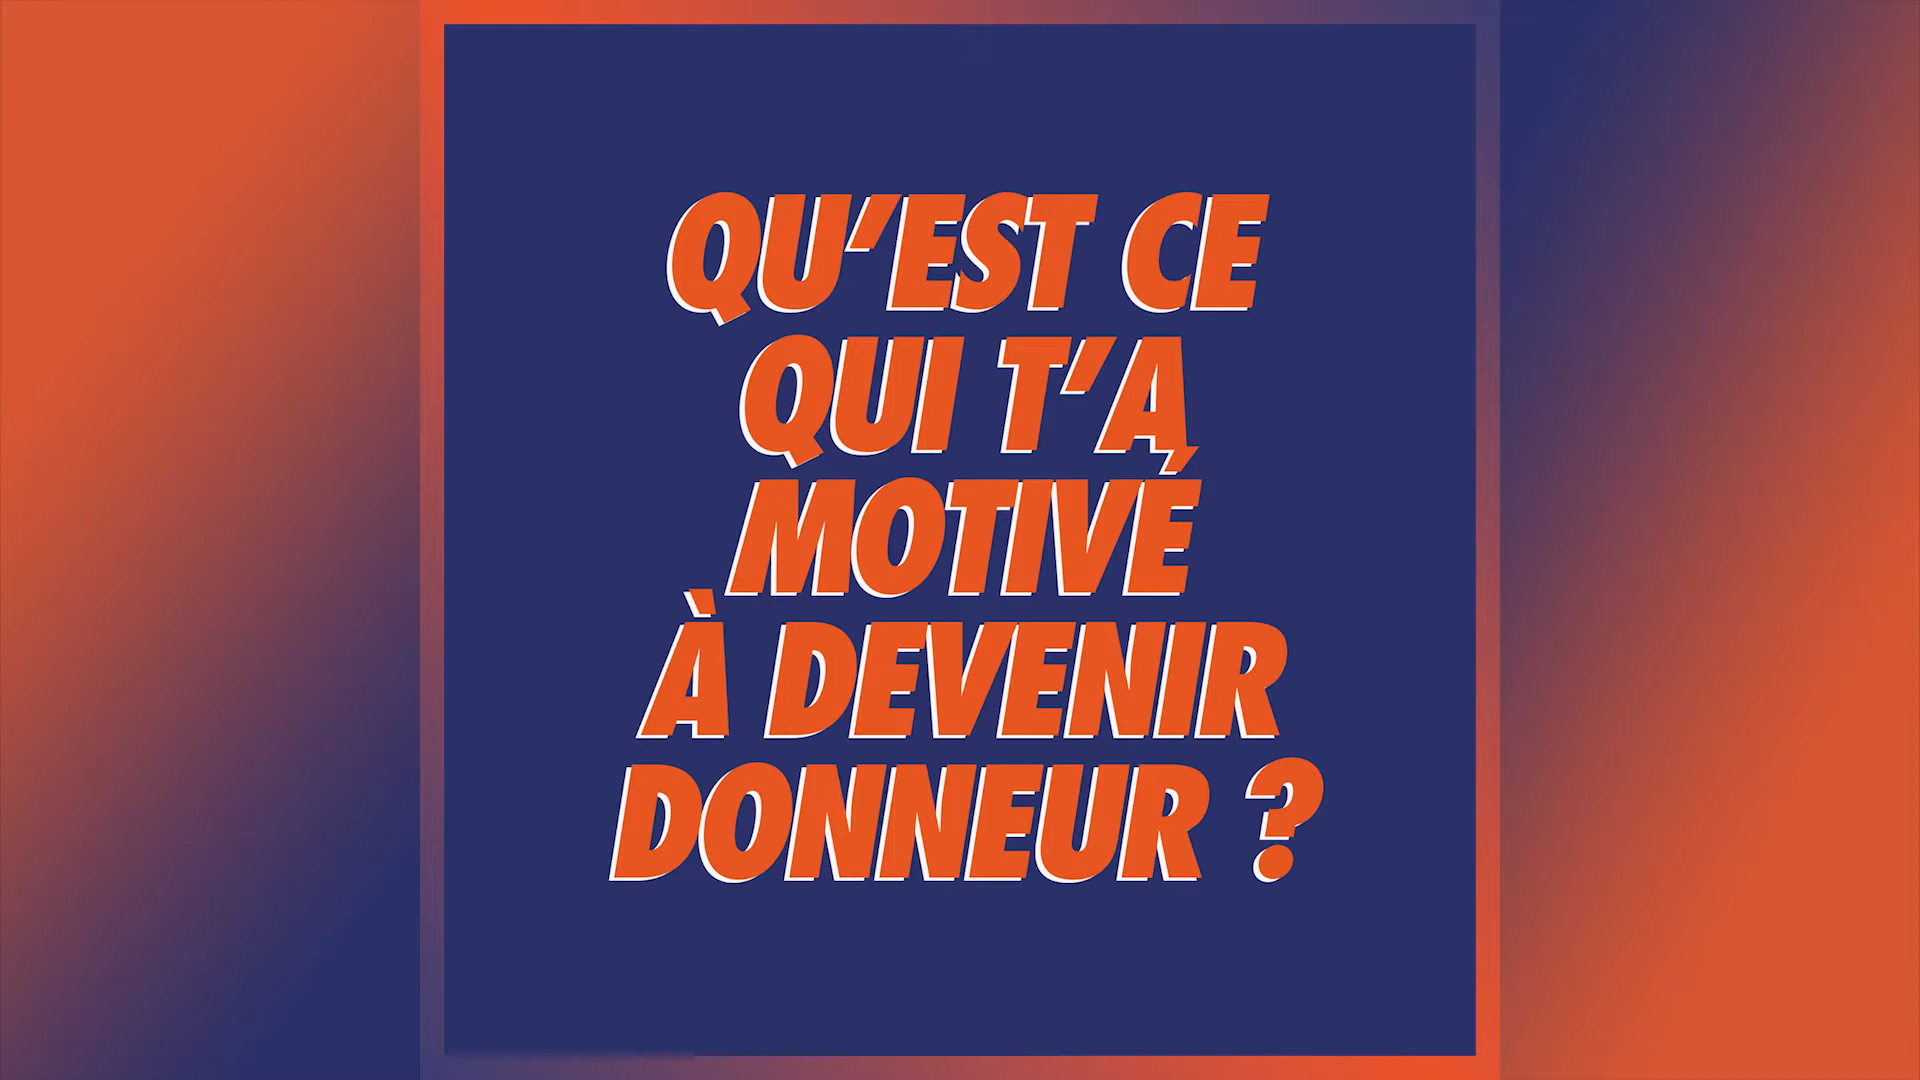 QU’EST CE
QUI T’A
MOTIVÉ
À DEVENIR
DONNEUR ?